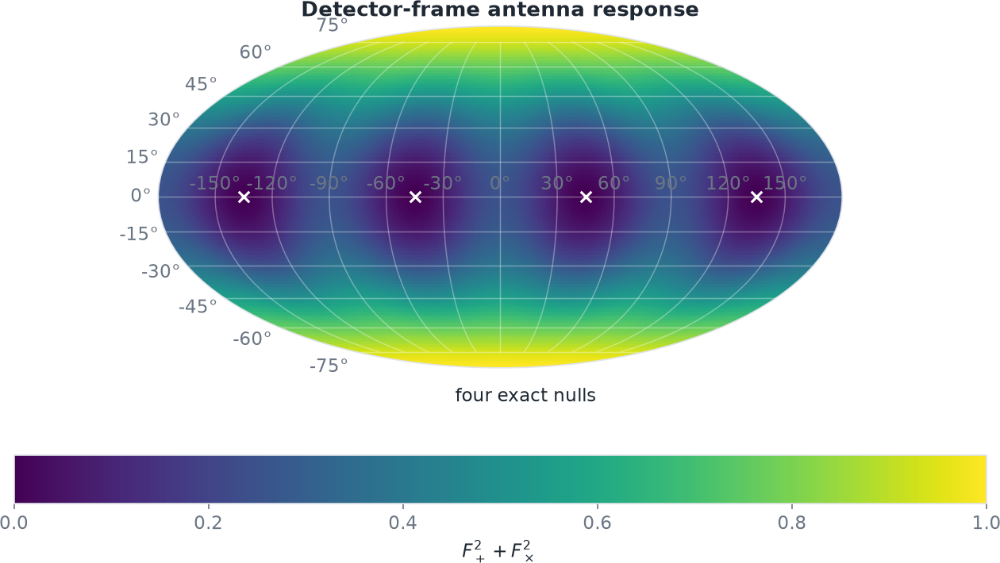 Detector-frame antenna response
75°
60°
45°
30°
15°
0°
-15°
-30°
-45°
-60°
-75°
-150° -120° -90° -60° -30° 0° 30° 60° 90° 120° 150°
four exact nulls
0.0 0.2 0.4 0.6 0.8 1.0
F₊² + Fₓ²